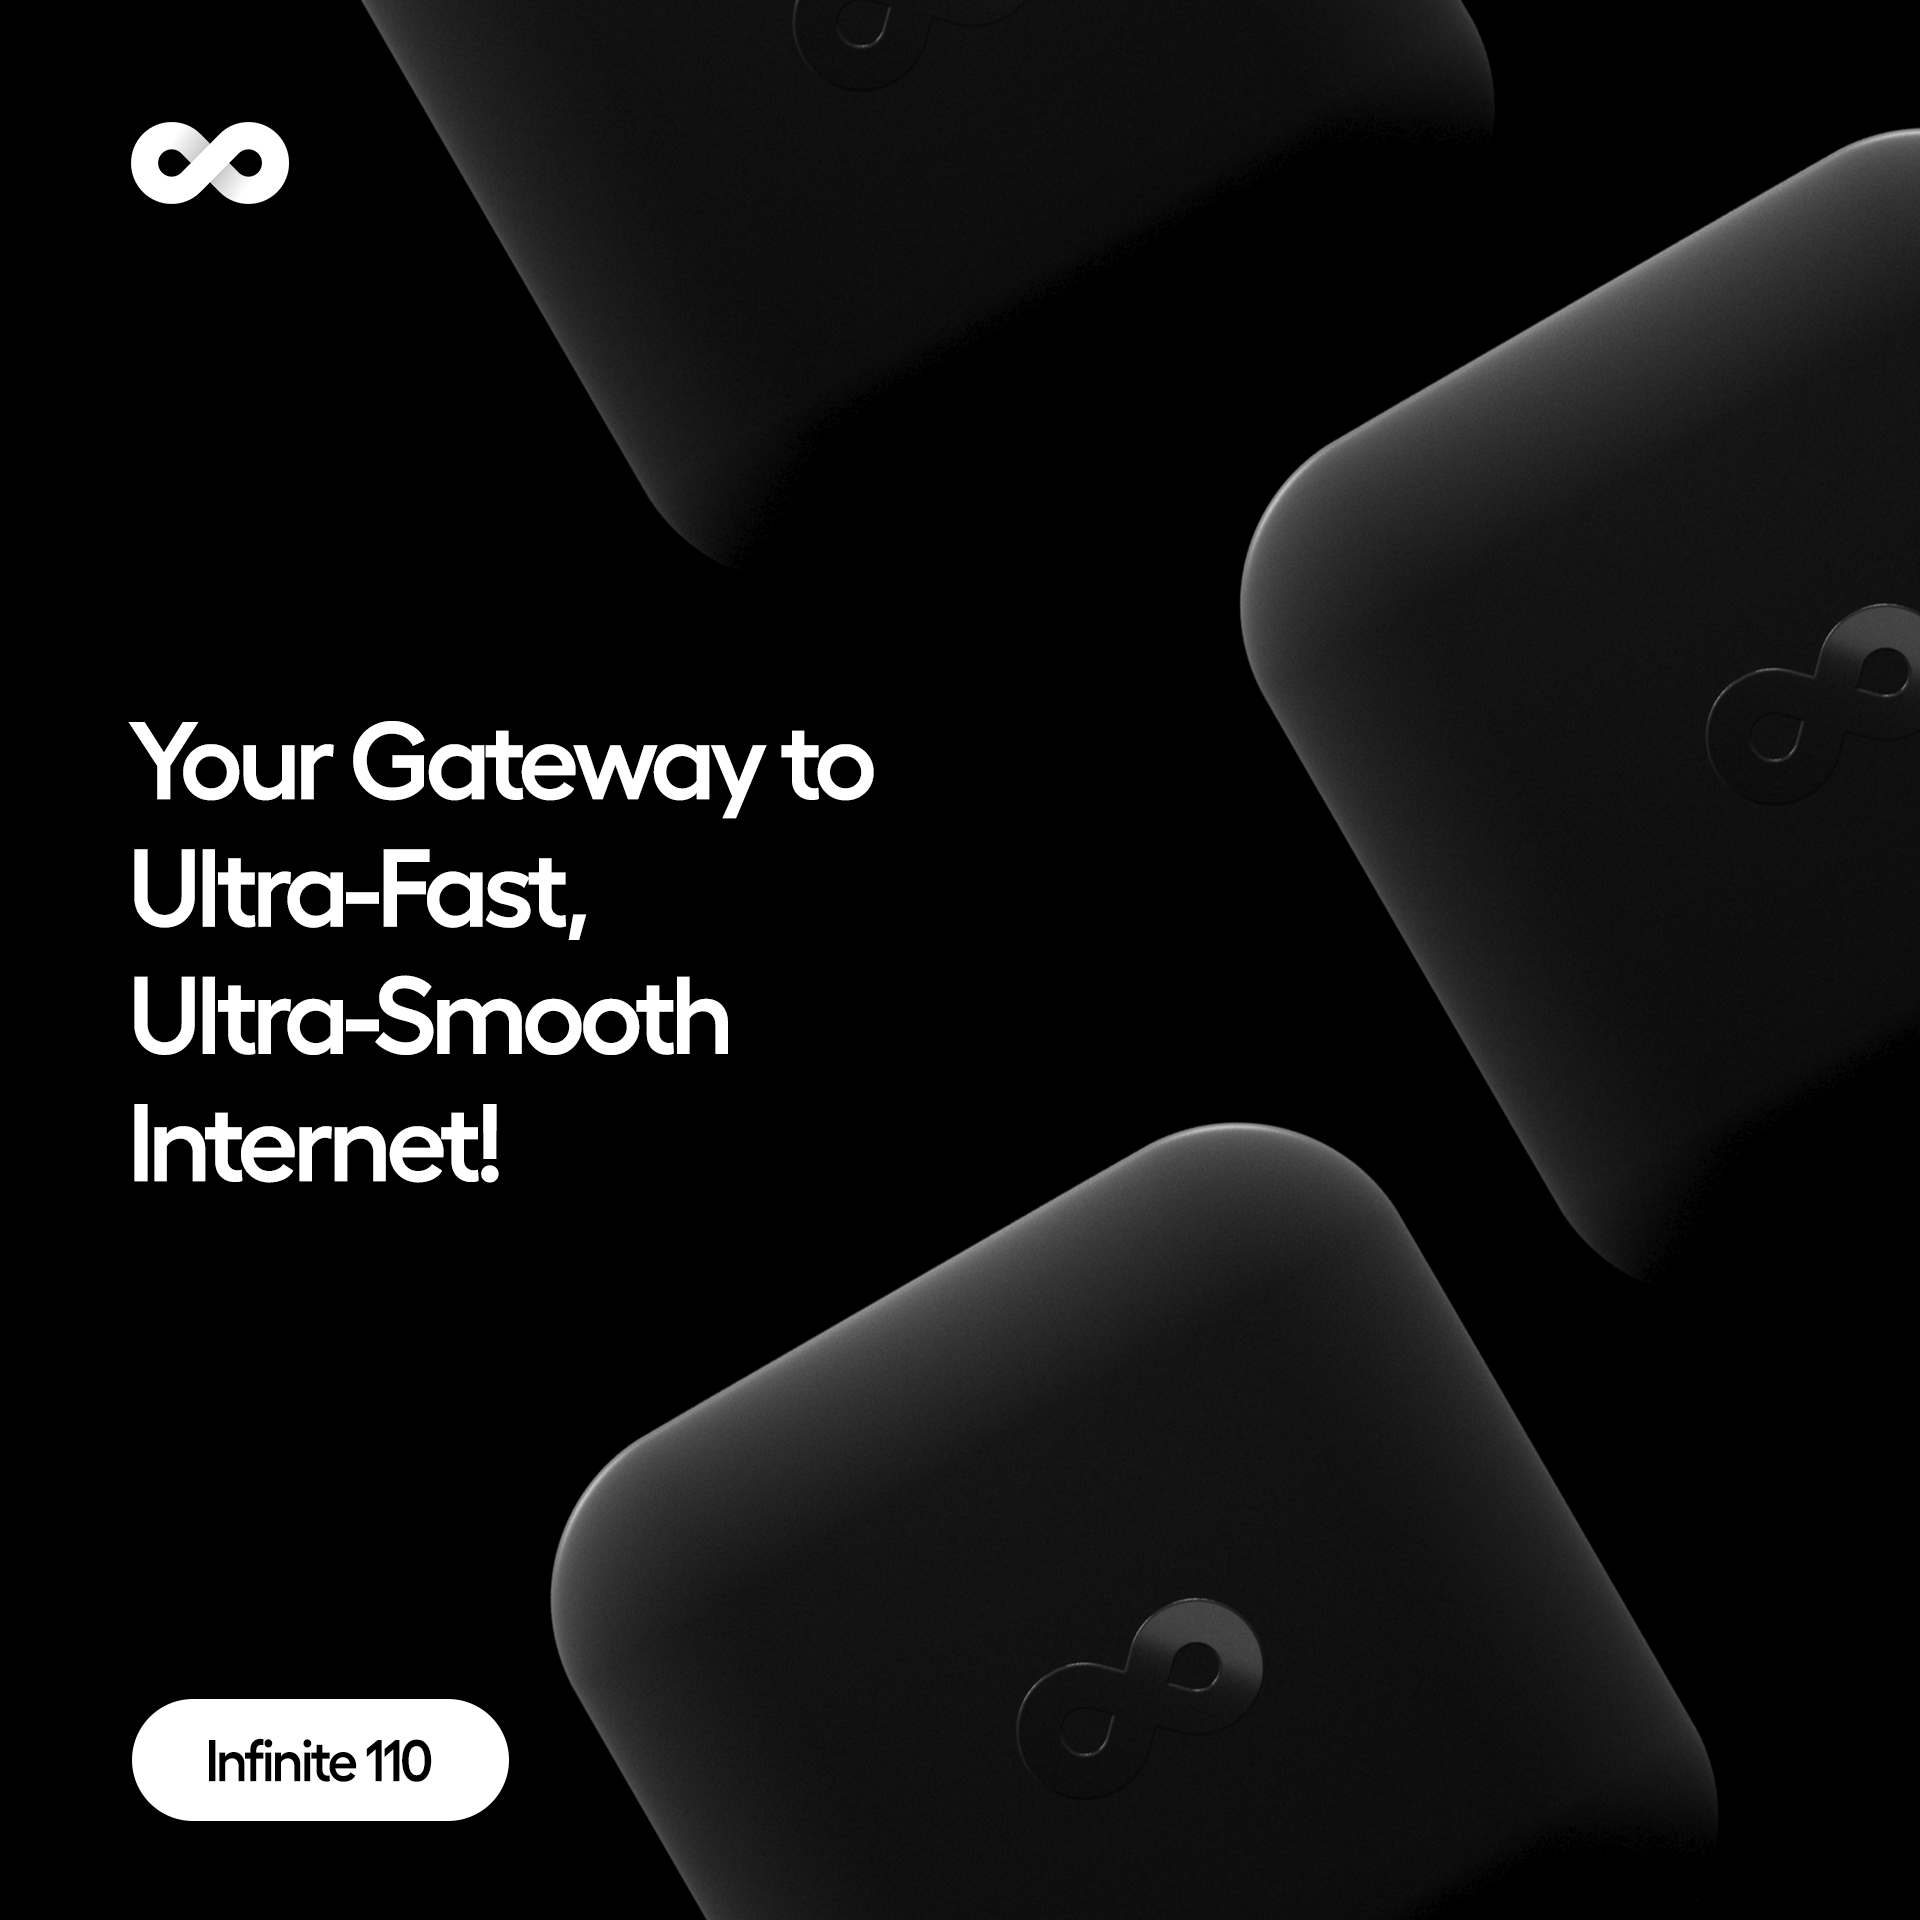 Your Gateway to
Ultra-Fast,
Ultra-Smooth
Internet!
Infinite 110